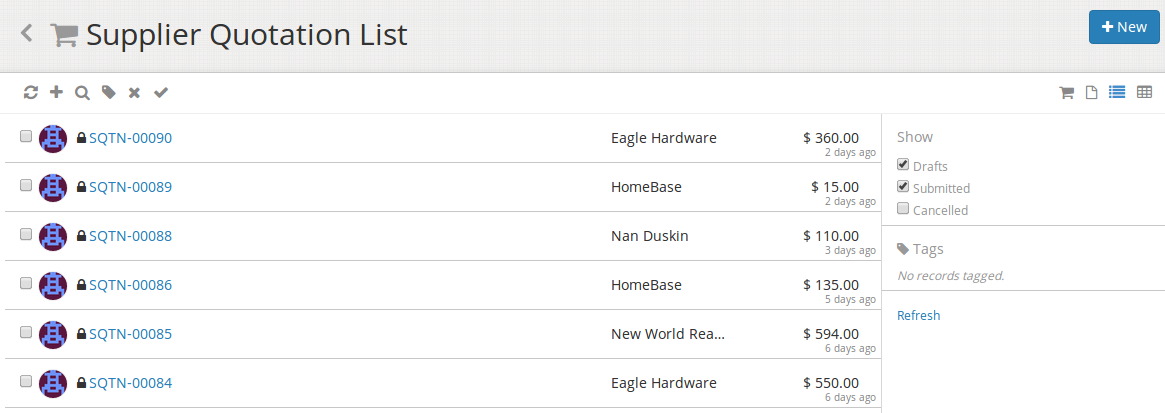 Supplier Quotation List
New
SQTN-00090 Eagle Hardware $ 360.00
2 days ago
SQTN-00089 HomeBase $ 15.00
2 days ago
SQTN-00088 Nan Duskin $ 110.00
3 days ago
SQTN-00086 HomeBase $ 135.00
5 days ago
SQTN-00085 New World Rea... $ 594.00
6 days ago
SQTN-00084 Eagle Hardware $ 550.00
6 days ago
Show
Drafts
Submitted
Cancelled
Tags
No records tagged.
Refresh